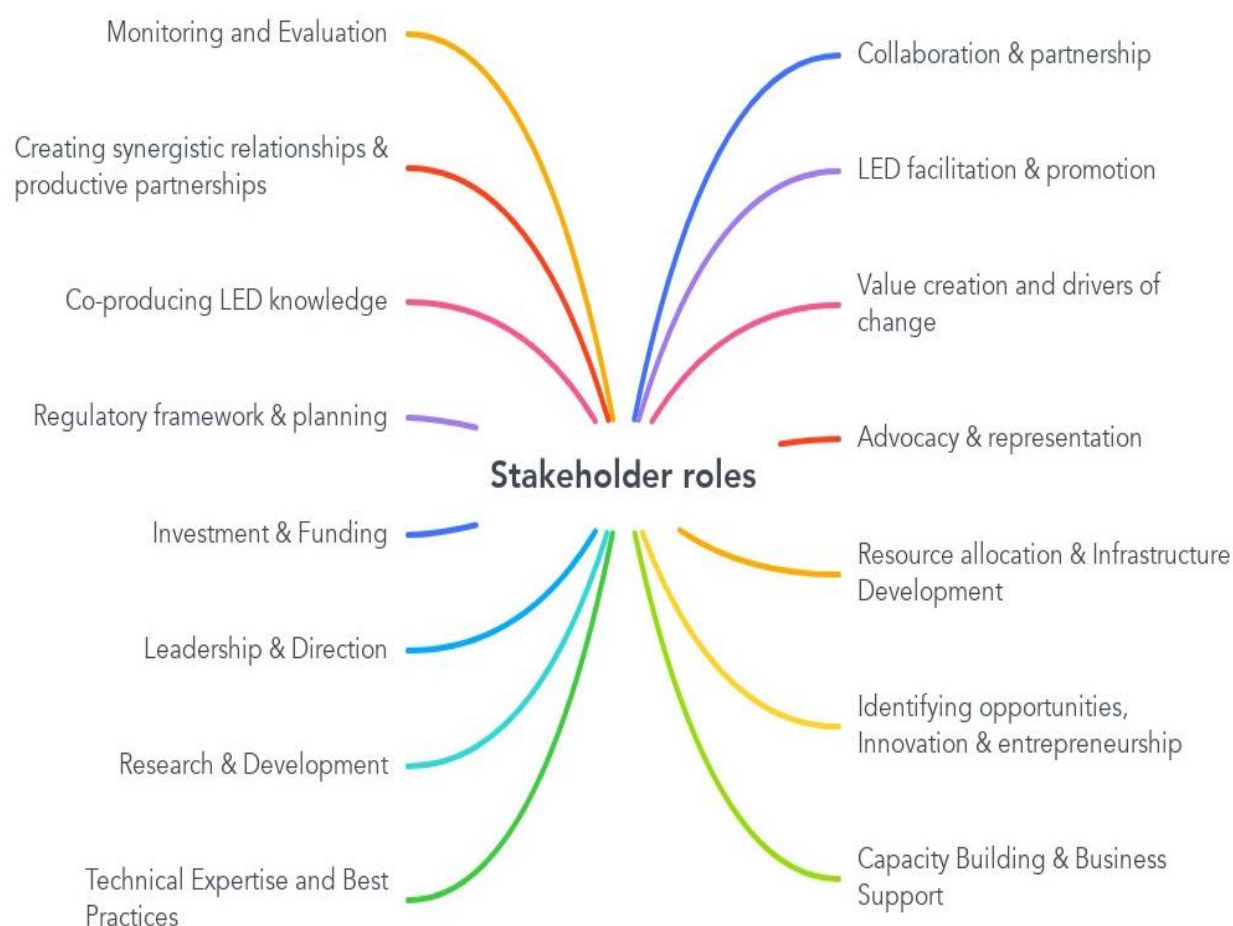 Monitoring and Evaluation
Creating synergistic relationships &
productive partnerships
Co-producing LED knowledge
Regulatory framework & planning
Investment & Funding
Leadership & Direction
Research & Development
Technical Expertise and Best
Practices
Stakeholder roles
Collaboration & partnership
LED facilitation & promotion
Value creation and drivers of
change
Advocacy & representation
Resource allocation & Infrastructure
Development
Identifying opportunities,
Innovation & entrepreneurship
Capacity Building & Business
Support